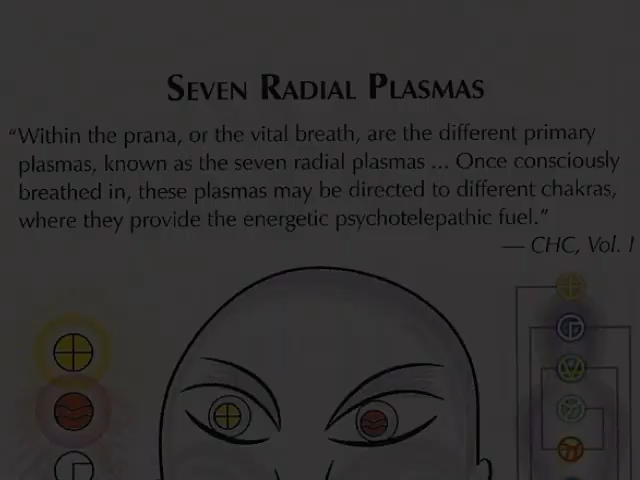 SEVEN RADIAL PLASMAS
“Within the prana, or the vital breath, are the different primary
plasmas, known as the seven radial plasmas ... Once consciously
breathed in, these plasmas may be directed to different chakras,
where they provide the energetic psychotelepathic fuel.”
— CHC, Vol. I